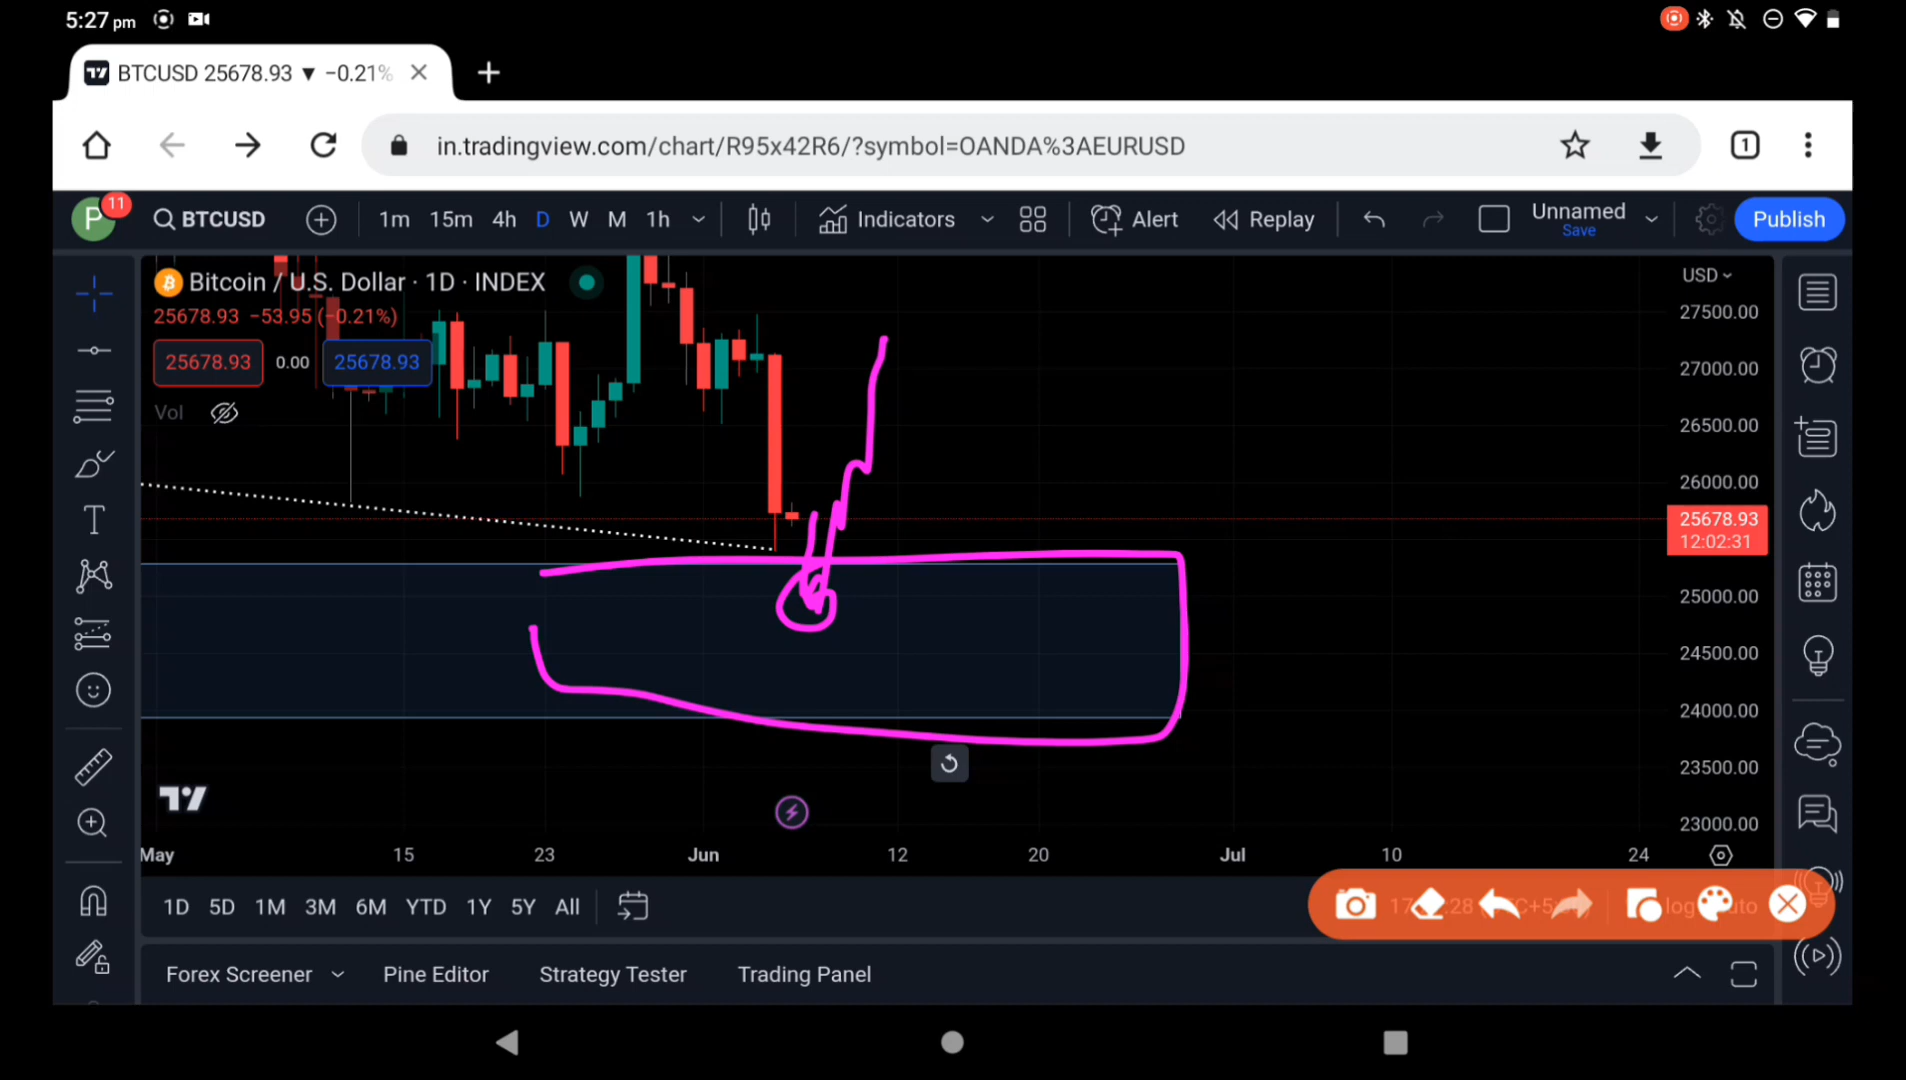 5:27 pm
BTCUSD 25678.93 ▼ −0.21%
in.tradingview.com/chart/R95x42R6/?symbol=OANDA%3AEURUSD
1
P
11
BTCUSD
1m 15m 4h D W M 1h
Indicators
Alert
Replay
Unnamed
Save
Publish
Bitcoin / U.S. Dollar · 1D · INDEX
USD
25678.93 −53.95 (−0.21%)
25678.93 0.00 25678.93
Vol
27500.00
27000.00
26500.00
26000.00
25678.93
12:02:31
25000.00
24500.00
24000.00
23500.00
23000.00
May 15 23 Jun 12 20 Jul 10 24
1D 5D 1M 3M 6M YTD 1Y 5Y All
log
Forex Screener Pine Editor Strategy Tester Trading Panel